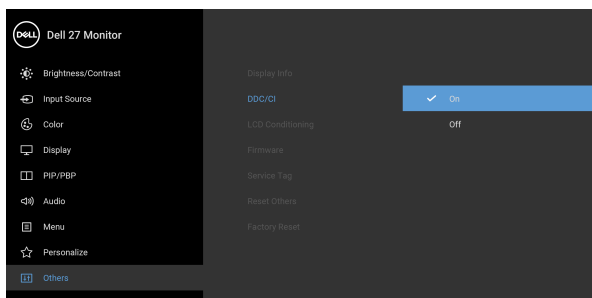 DELL Dell 27 Monitor
Brightness/Contrast
Display Info
Input Source
DDC/CI
On
Color
LCD Conditioning
Off
Display
Firmware
PIP/PBP
Service Tag
Audio
Reset Others
Menu
Factory Reset
Personalize
Others